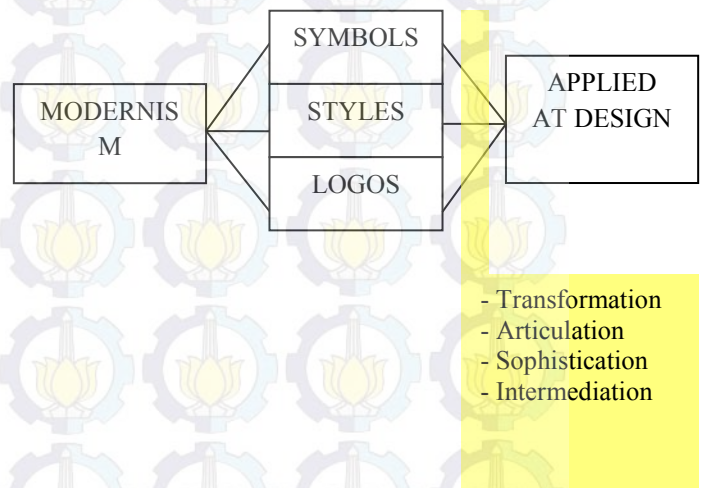 MODERNIS
M
SYMBOLS
STYLES
LOGOS
APPLIED
AT DESIGN
- Transformation
- Articulation
- Sophistication
- Intermediation